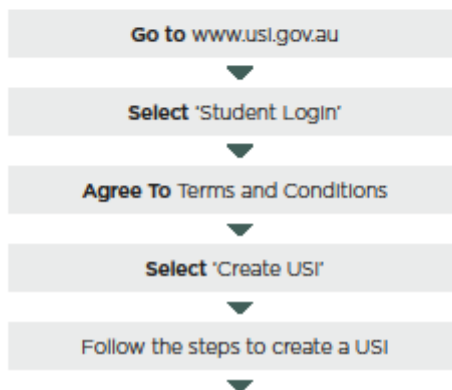 Go to www.usi.gov.au
Select 'Student Login'
Agree To Terms and Conditions
Select 'Create USI'
Follow the steps to create a USI